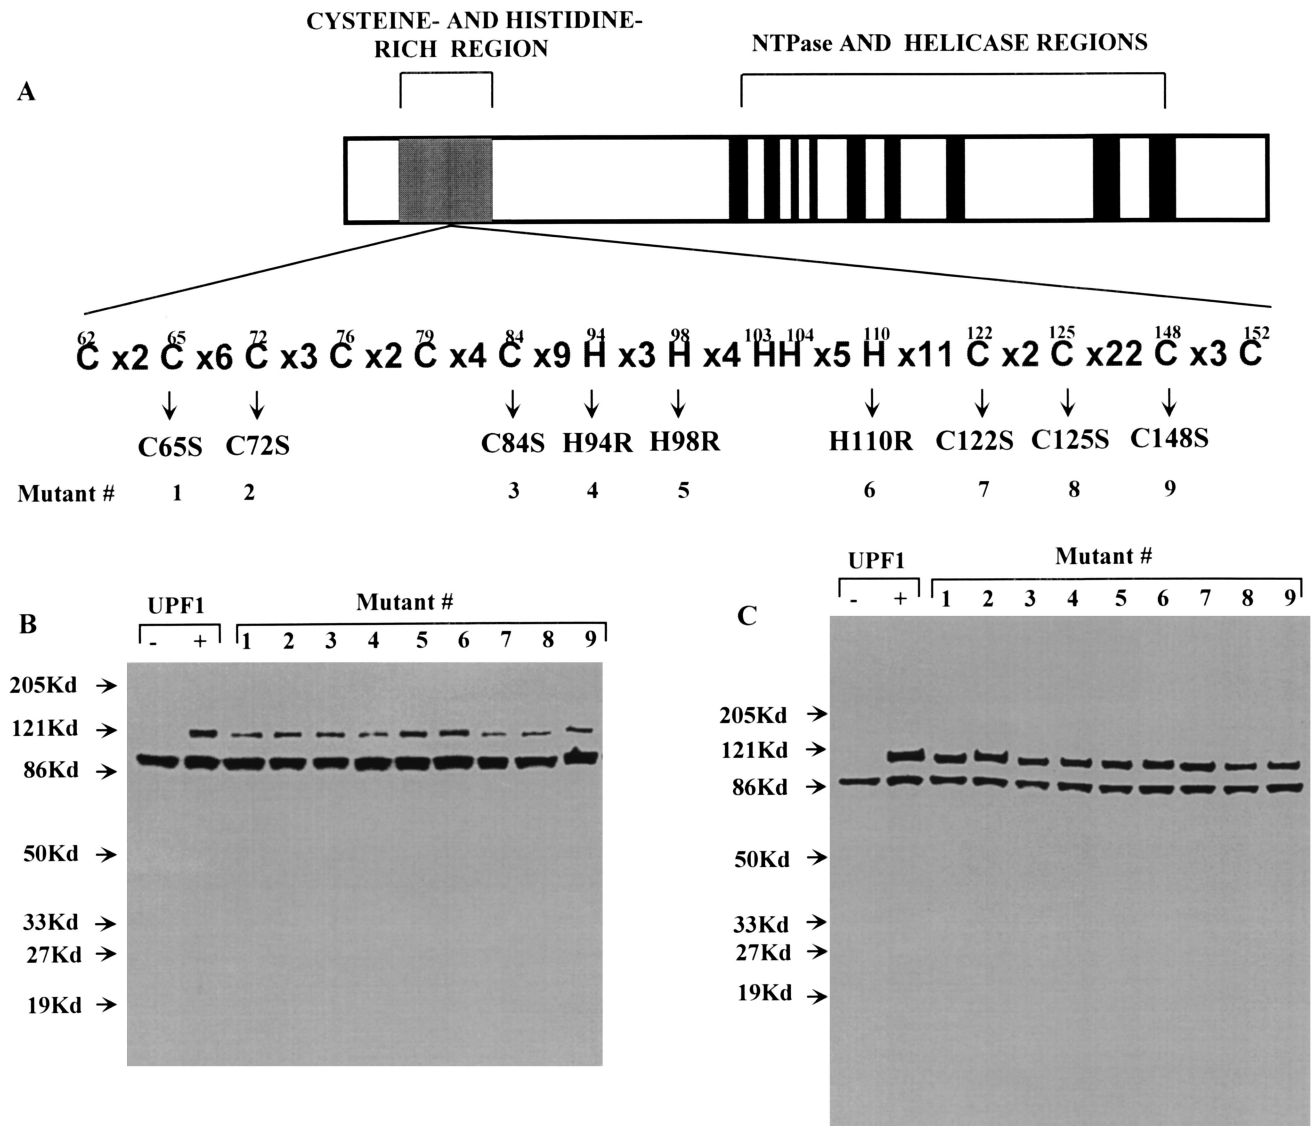 CYSTEINE- AND HISTIDINE-
RICH REGION
NTPase AND HELICASE REGIONS
A
62 65 72 76 79 84 94 98 103 104 110 122 125 148 152
C x2 C x6 C x3 C x2 C x4 C x9 H x3 H x4 HH x5 H x11 C x2 C x22 C x3 C
C65S C72S C84S H94R H98R H110R C122S C125S C148S
Mutant # 1 2 3 4 5 6 7 8 9
B
UPF1 Mutant #
- + 1 2 3 4 5 6 7 8 9
205Kd
121Kd
86Kd
50Kd
33Kd
27Kd
19Kd
C
UPF1 Mutant #
- + 1 2 3 4 5 6 7 8 9
205Kd
121Kd
86Kd
50Kd
33Kd
27Kd
19Kd